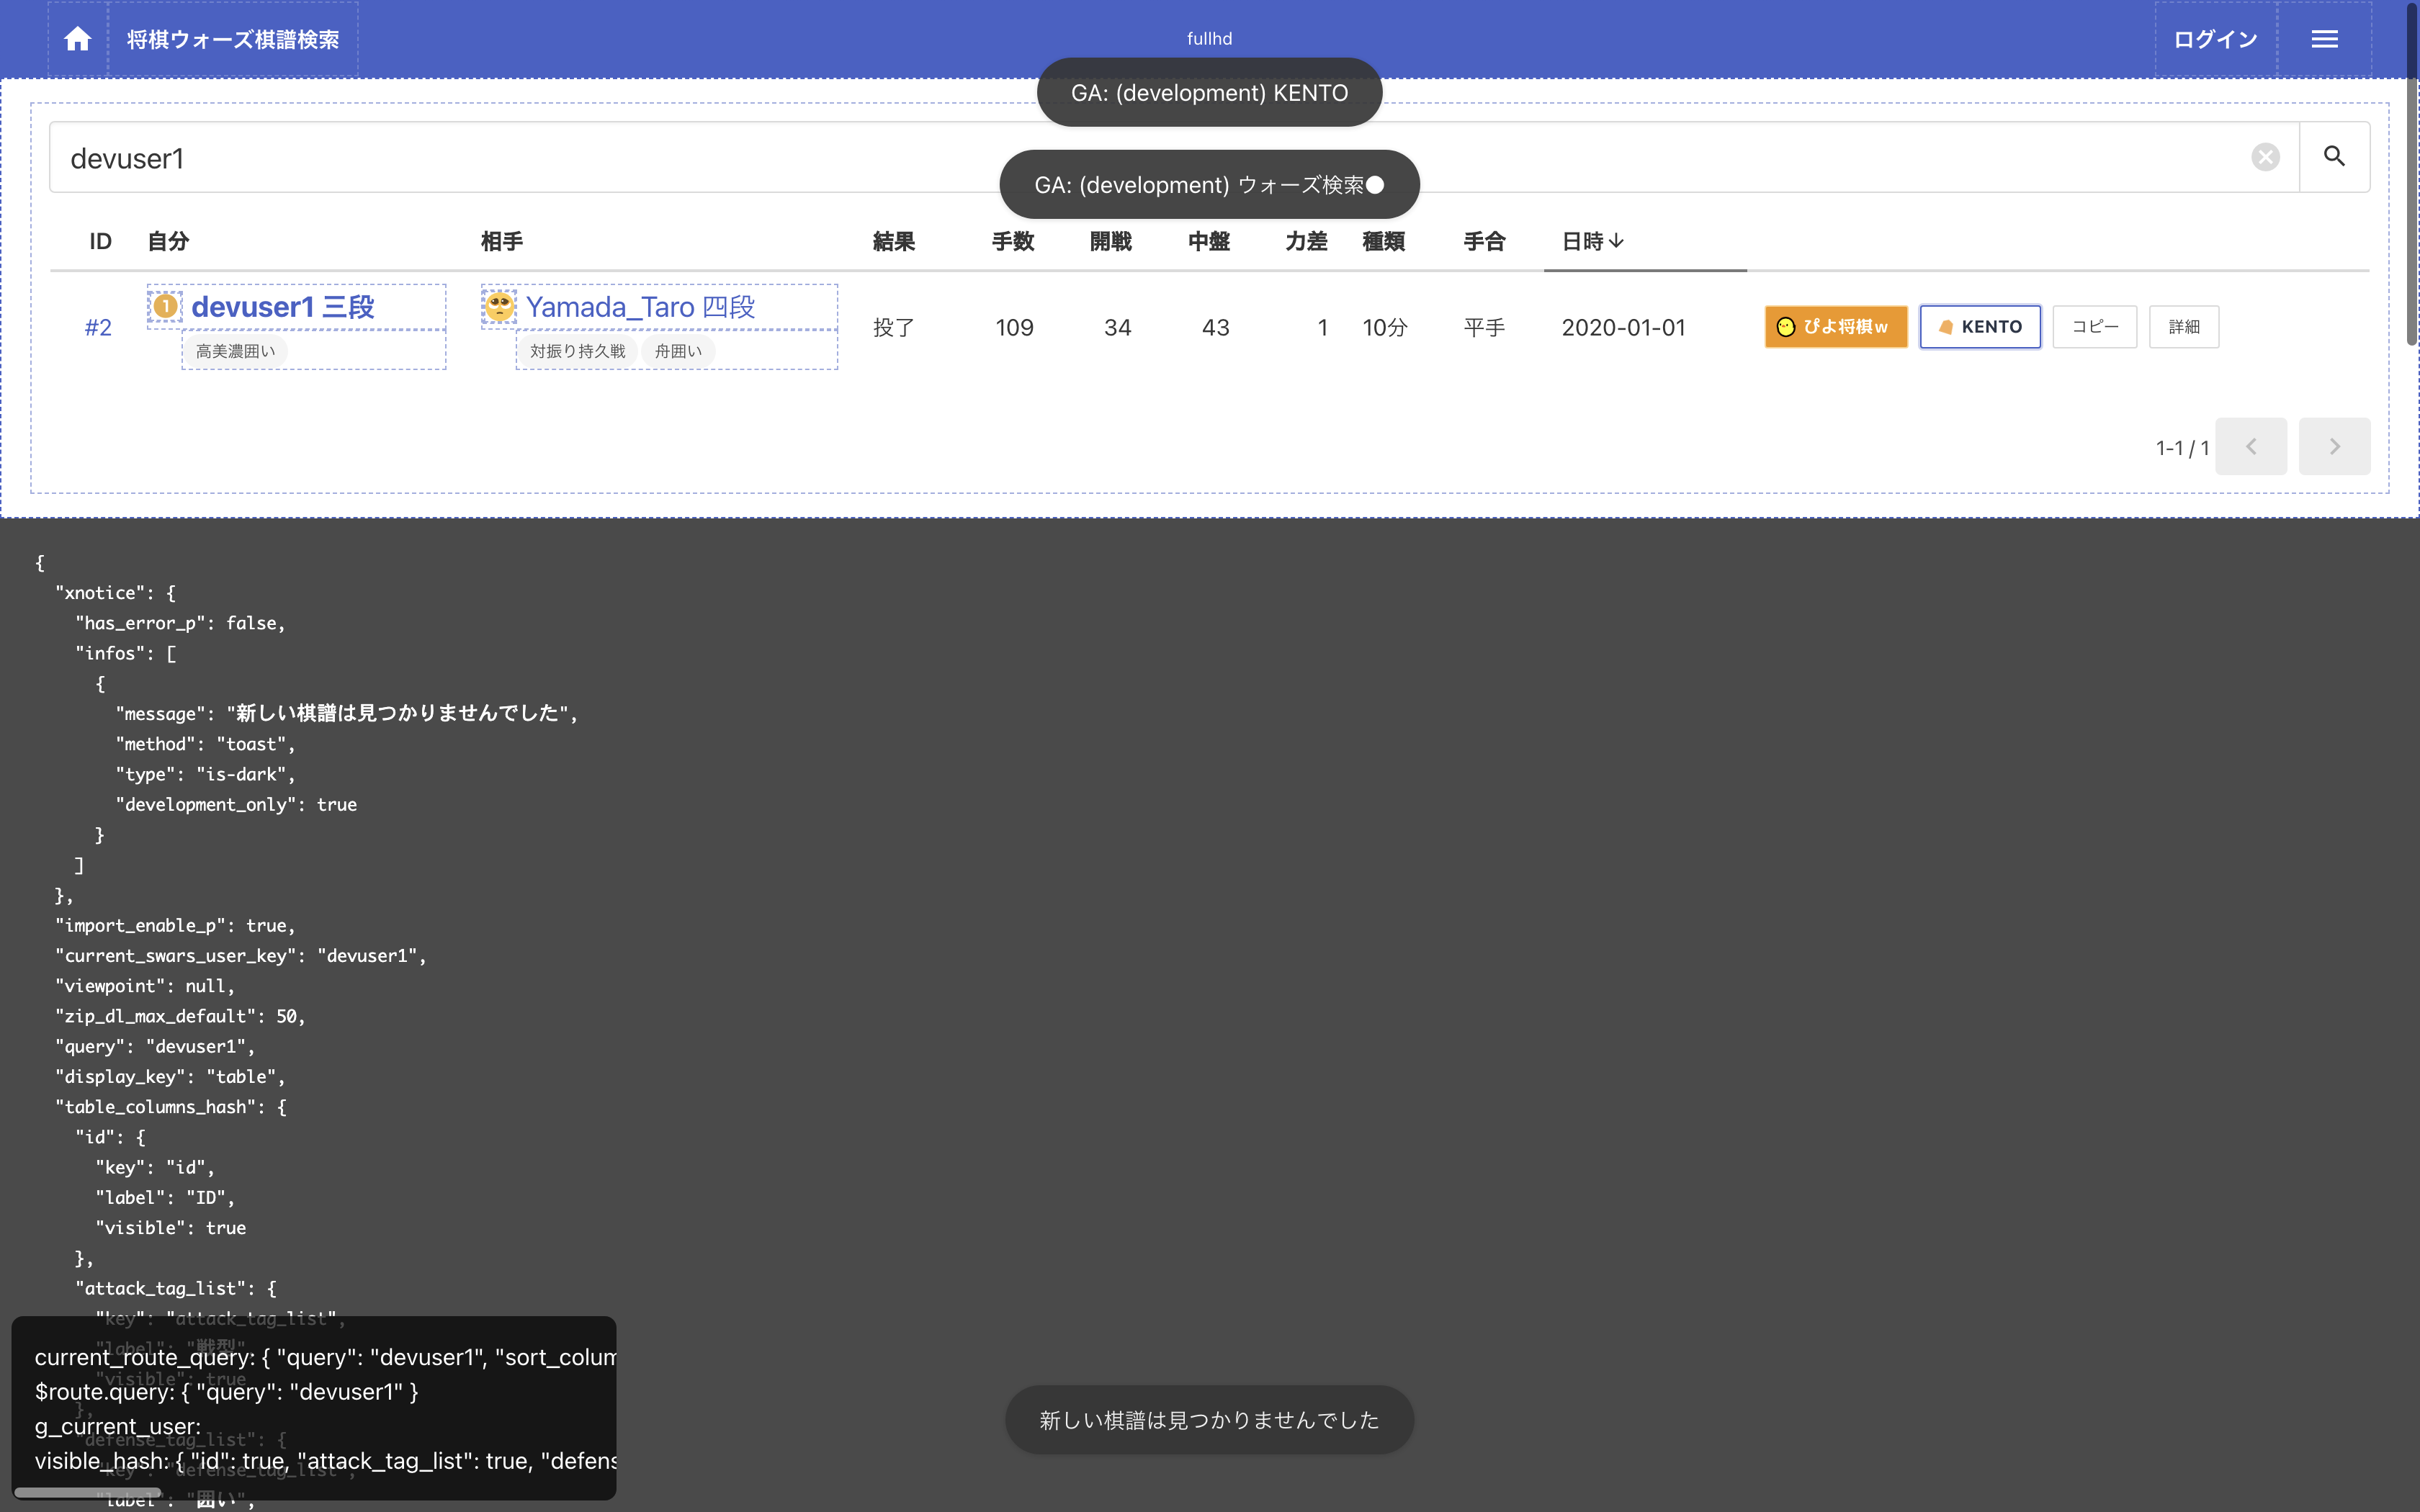 将棋ウォーズ棋譜検索
fullhd
ログイン
GA: (development) KENTO
devuser1
GA: (development) ウォーズ検索●
ID 自分 相手 結果 手数 開戦 中盤 力差 種類 手合 日時↓
#2 1 devuser1 三段 Yamada_Taro 四段 投了 109 34 43 1 10分 平手 2020-01-01 ぴよ将棋w KENTO コピー 詳細
高美濃囲い 対振り持久戦 舟囲い
1-1 / 1
{
"xnotice": {
"has_error_p": false,
"infos": [
{
"message": "新しい棋譜は見つかりませんでした",
"method": "toast",
"type": "is-dark",
"development_only": true
}
]
},
"import_enable_p": true,
"current_swars_user_key": "devuser1",
"viewpoint": null,
"zip_dl_max_default": 50,
"query": "devuser1",
"display_key": "table",
"table_columns_hash": {
"id": {
"key": "id",
"label": "ID",
"visible": true
},
"attack_tag_list": {
"key": "attack_tag_list",
"label": "戦型",
"visible": true
},
"defense_tag_list": {
"key": "defense_tag_list",
"label": "囲い",
current_route_query: { "query": "devuser1", "sort_colum
$route.query: { "query": "devuser1" }
g_current_user:
visible_hash: { "id": true, "attack_tag_list": true, "defens
新しい棋譜は見つかりませんでした